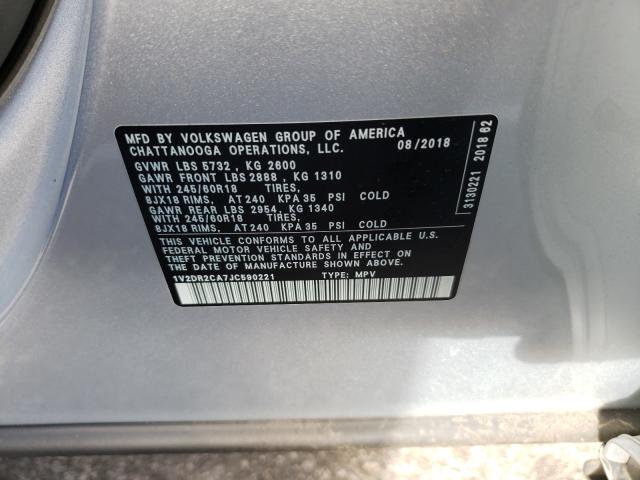 MFD BY VOLKSWAGEN GROUP OF AMERICA
CHATTANOOGA OPERATIONS, LLC. 08/2018
GVWR LBS 5732 , KG 2600
GAWR FRONT LBS 2888 , KG 1310
WITH 245/60R18 TIRES,
8JX18 RIMS, AT 240 KPA 35 PSI COLD
GAWR REAR LBS 2954 , KG 1340
WITH 245/60R18 TIRES,
8JX18 RIMS, AT 240 KPA 35 PSI COLD
THIS VEHICLE CONFORMS TO ALL APPLICABLE U.S.
FEDERAL MOTOR VEHICLE SAFETY AND
THEFT PREVENTION STANDARDS IN
EFFECT ON THE DATE OF MANUFACTURE
SHOWN ABOVE
1V2DR2CA7JC590221 TYPE: MPV
3130221 2018 62